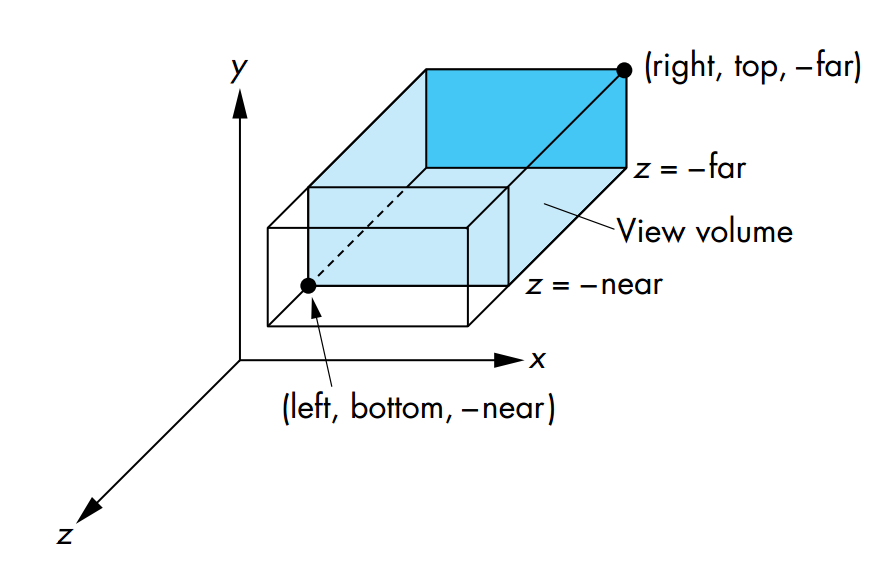 y
(right, top, −far)
z = −far
View volume
z = −near
x
(left, bottom, −near)
z